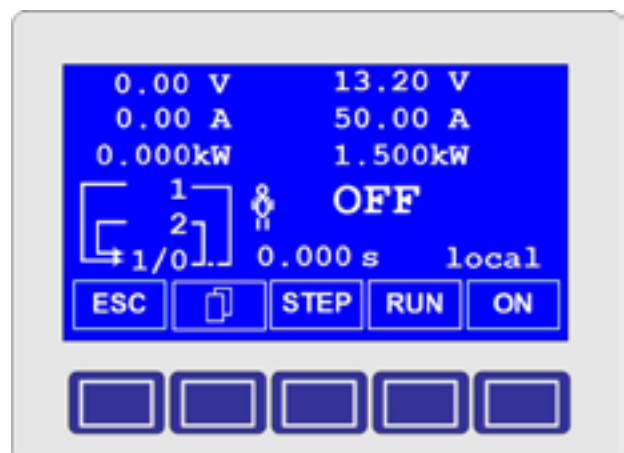 0.00 V 13.20 V
0.00 A 50.00 A
0.000kW 1.500kW
1 OFF
2
1/0 0.000 s local
ESC STEP RUN ON